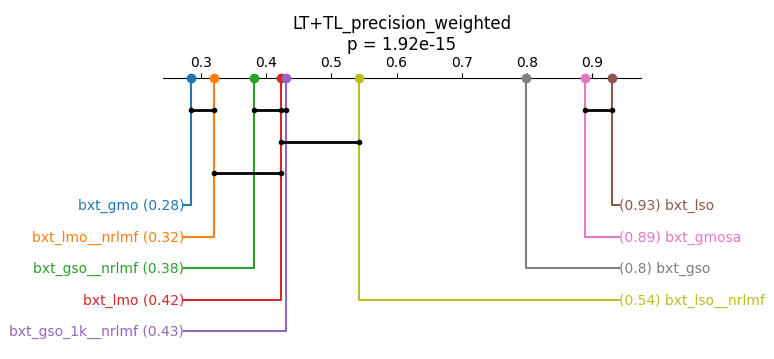 LT+TL_precision_weighted
p = 1.92e-15
0.3 0.4 0.5 0.6 0.7 0.8 0.9
bxt_gmo (0.28)
(0.93) bxt_lso
bxt_lmo__nrlmf (0.32)
(0.89) bxt_gmosa
bxt_gso__nrlmf (0.38)
(0.8) bxt_gso
bxt_lmo (0.42)
(0.54) bxt_lso__nrlmf
bxt_gso_1k__nrlmf (0.43)